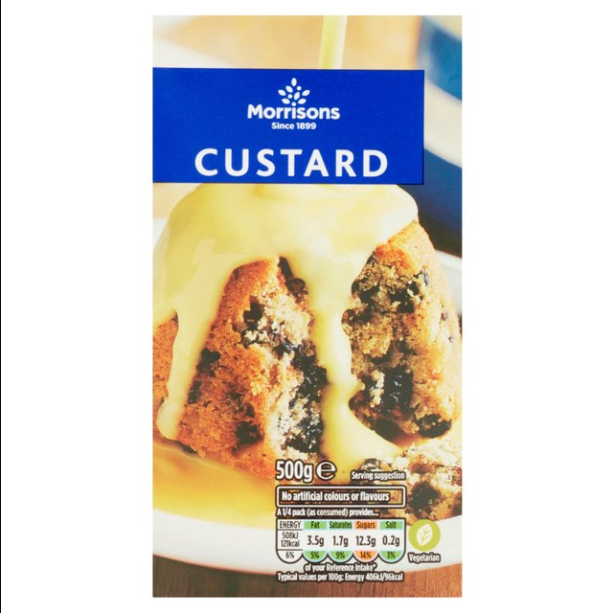 Morrisons
Since 1899
CUSTARD
500g e Serving suggestion
No artificial colours or flavours
A 1/4 pack (as consumed) provides...
ENERGY Fat Saturates Sugars Salt
508kJ
121kcal 3.5g 1.7g 12.3g 0.2g
6% 5% 9% 14% 3%
of your Reference Intake*
Typical values per 100g: Energy 406kJ/96kcal
Vegetarian